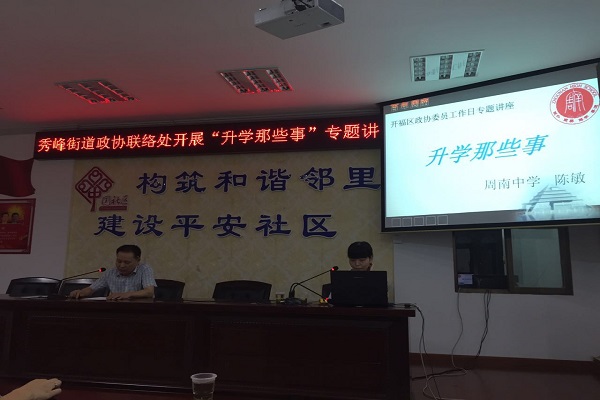 秀峰街道政协联络处开展“升学那些事”专题讲
构筑和谐邻里
建设平安社区
开福区政协委员工作日专题讲座
升学那些事
周南中学 陈敏